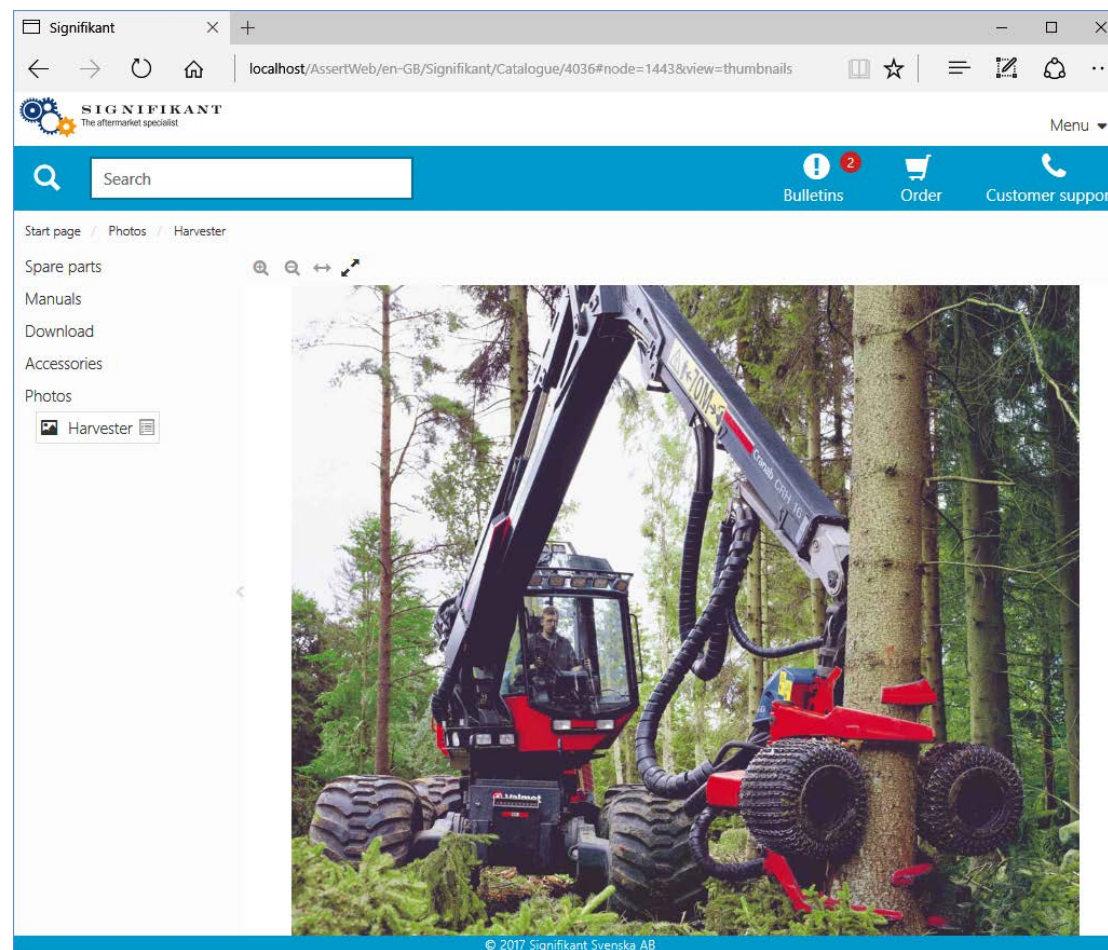 Signifikant
localhost/AssertWeb/en-GB/Signifikant/Catalogue/4036#node=1443&view=thumbnails
SIGNIFIKANT
The aftermarket specialist
Menu
Search
2
Bulletins
Order
Customer suppor
Start page / Photos / Harvester
Spare parts
Manuals
Download
Accessories
Photos
Harvester
Cranab CRH 16
Valmet
© 2017 Signifikant Svenska AB